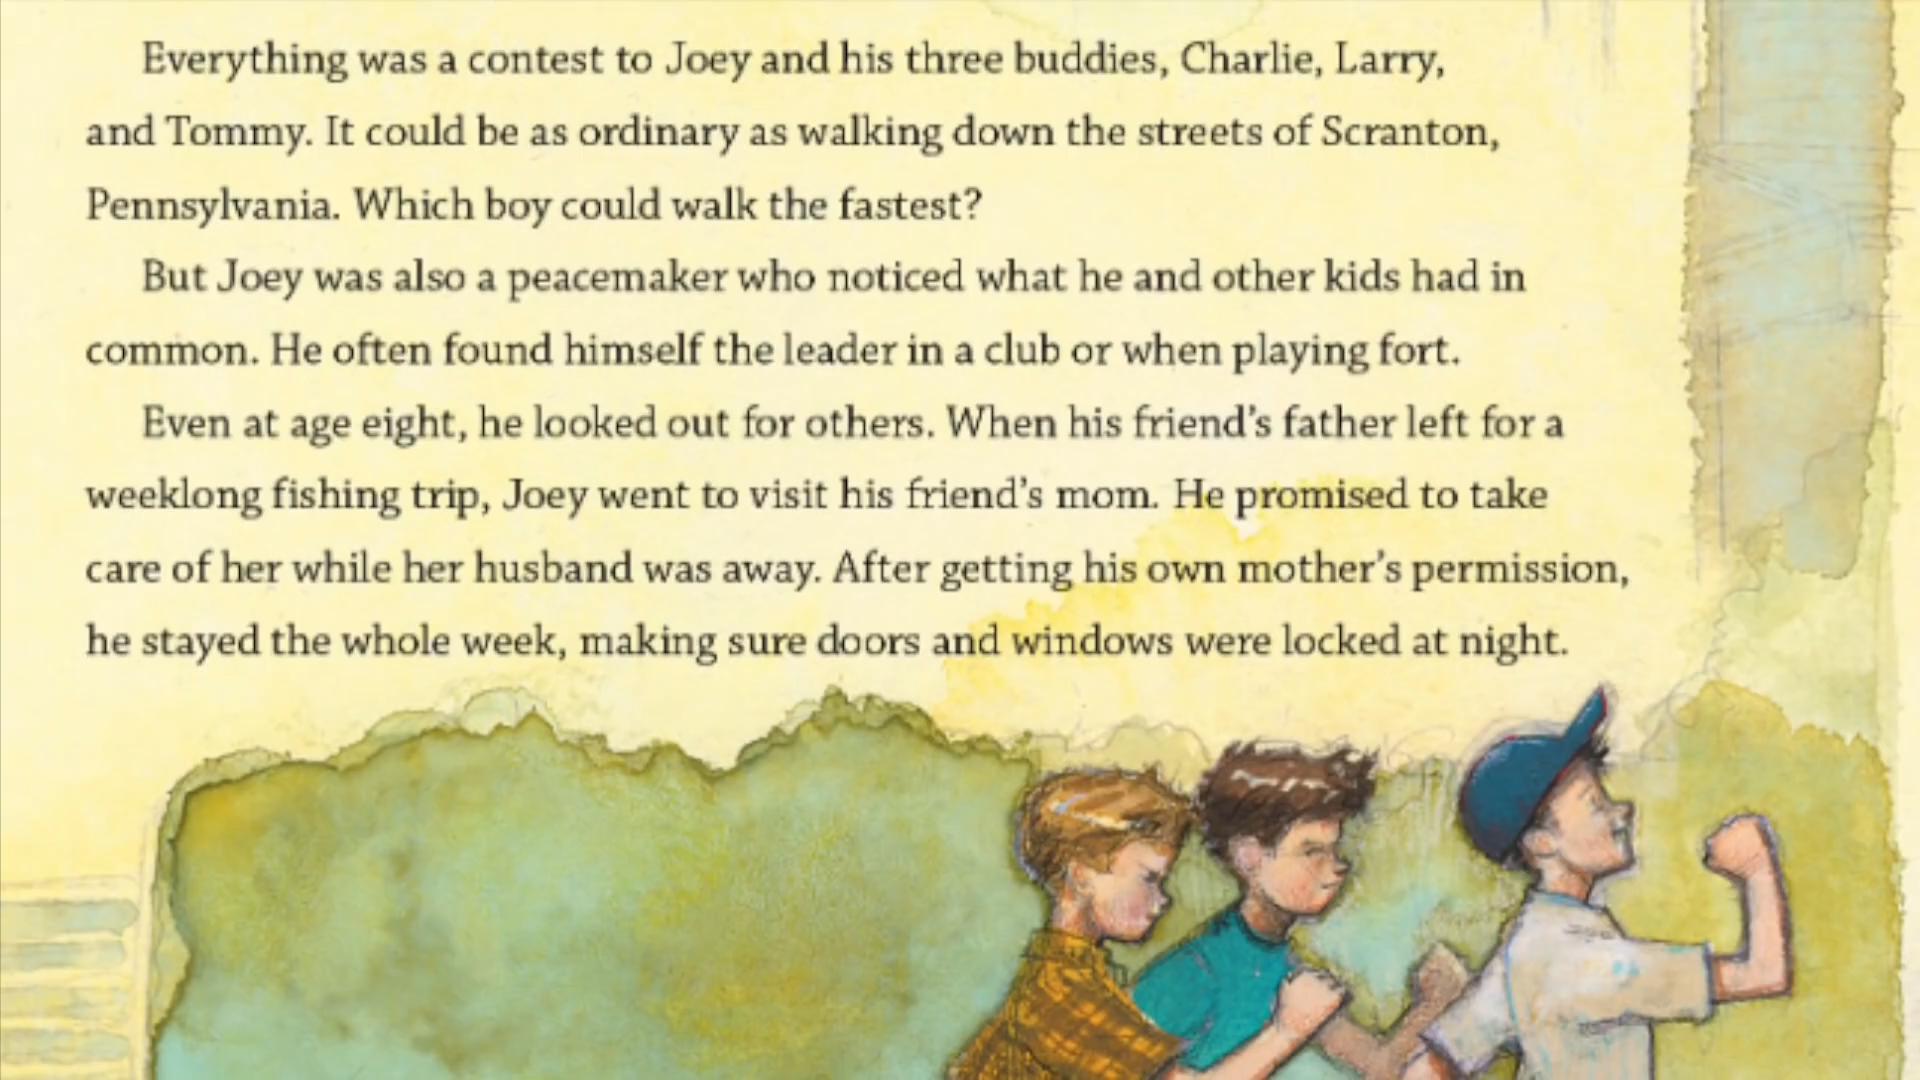 Everything was a contest to Joey and his three buddies, Charlie, Larry,
and Tommy. It could be as ordinary as walking down the streets of Scranton,
Pennsylvania. Which boy could walk the fastest?
But Joey was also a peacemaker who noticed what he and other kids had in
common. He often found himself the leader in a club or when playing fort.
Even at age eight, he looked out for others. When his friend’s father left for a
weeklong fishing trip, Joey went to visit his friend’s mom. He promised to take
care of her while her husband was away. After getting his own mother’s permission,
he stayed the whole week, making sure doors and windows were locked at night.